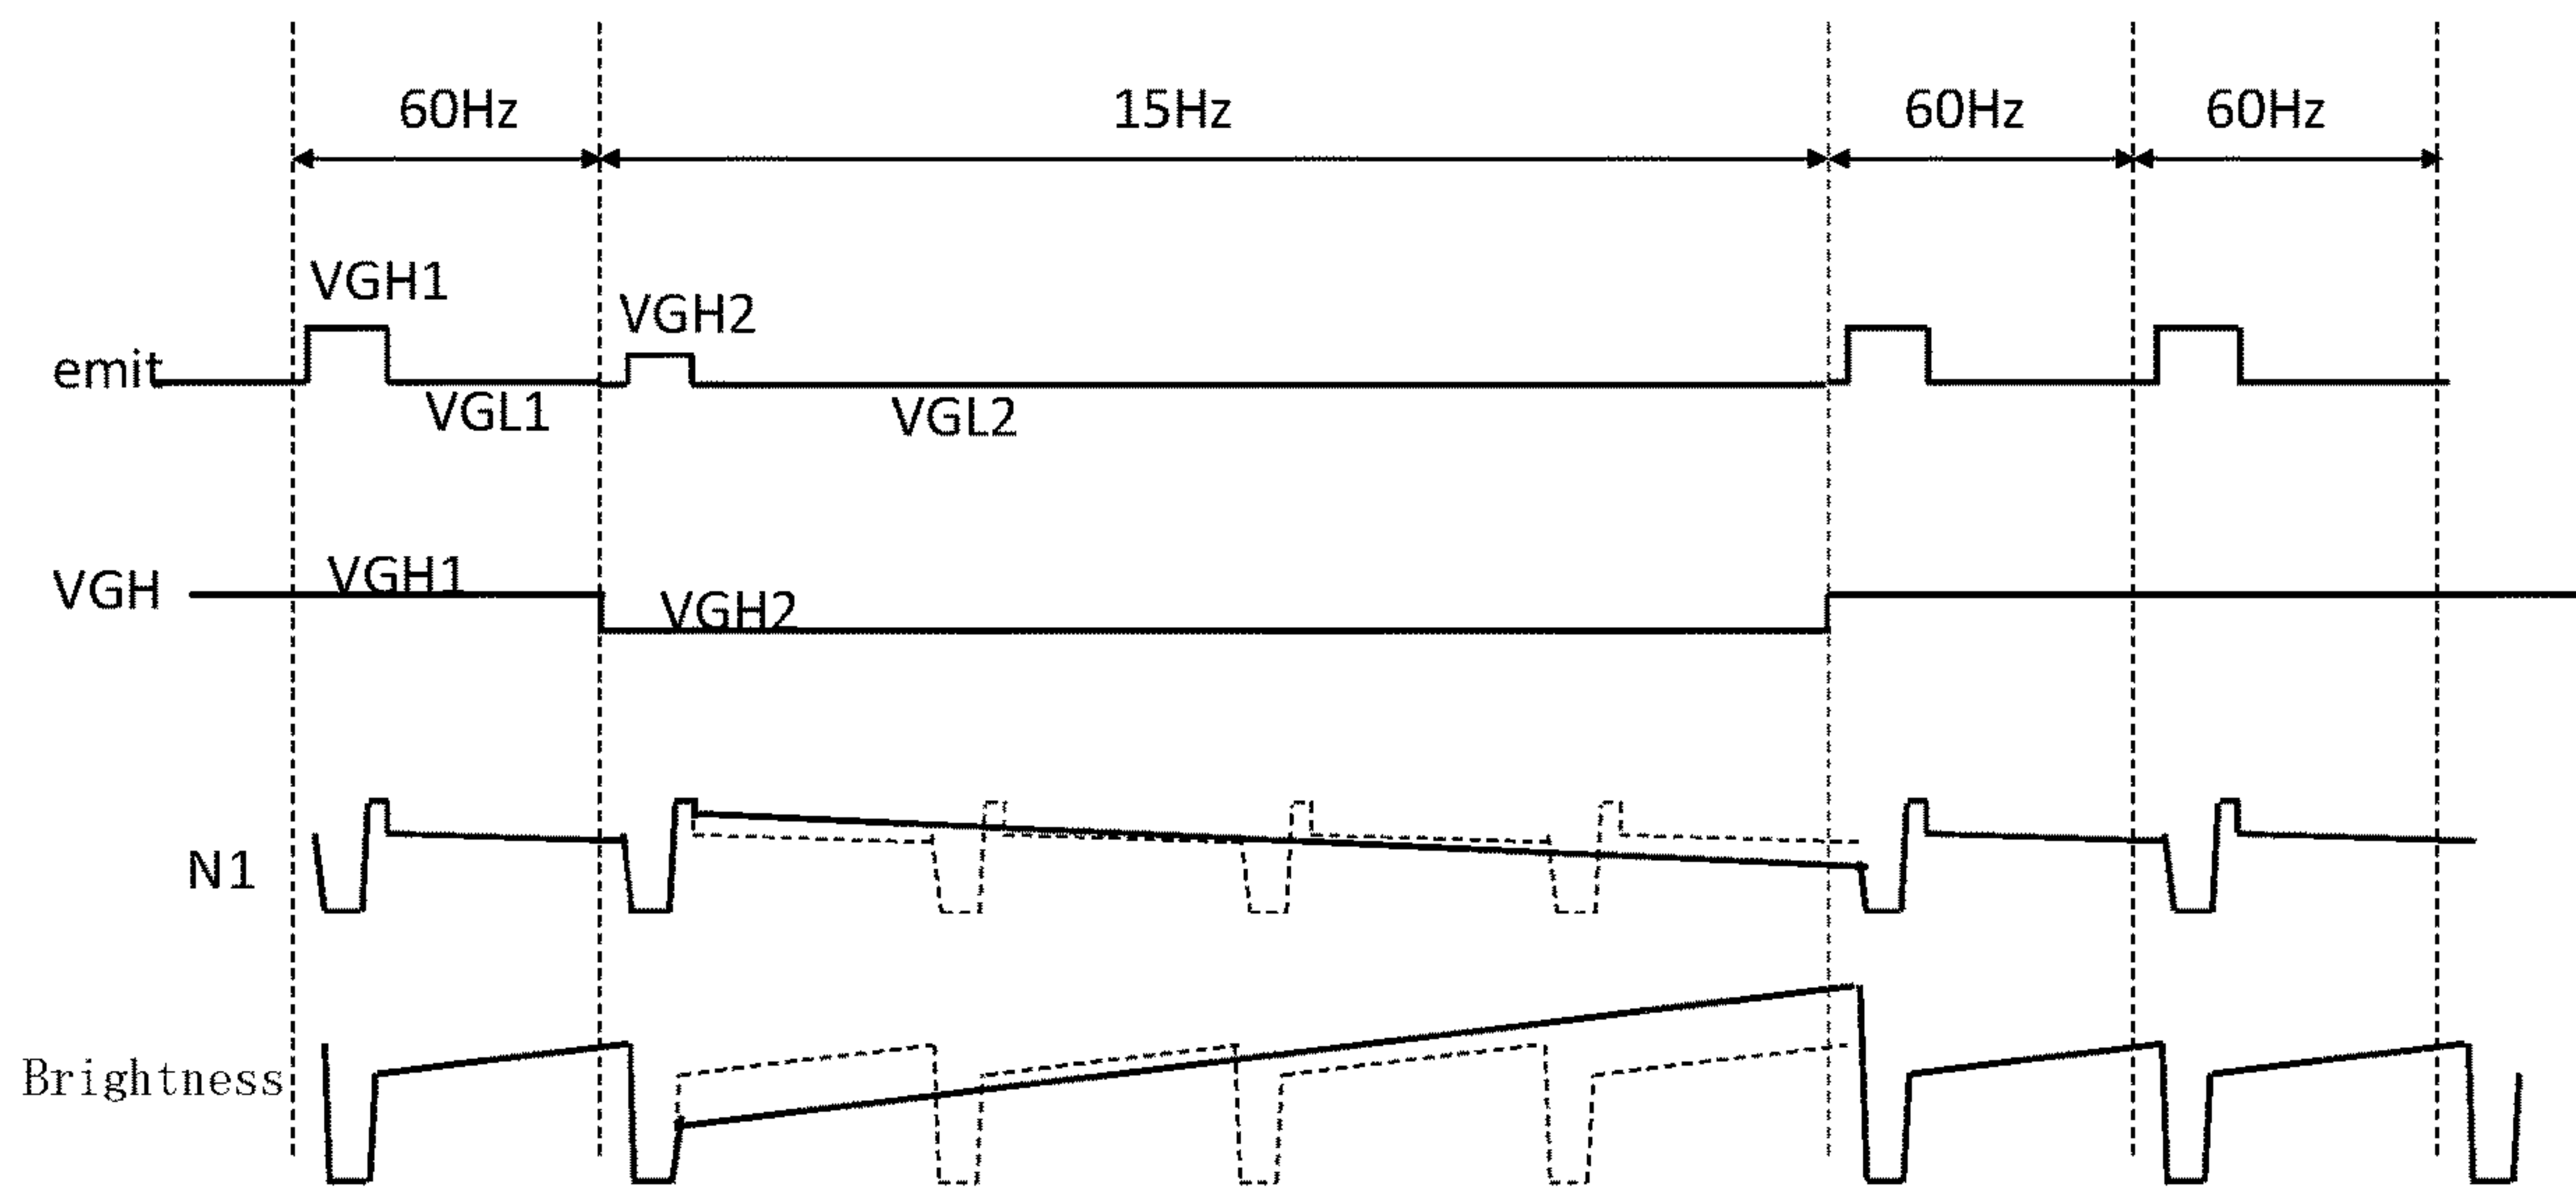 60Hz 15Hz 60Hz 60Hz
VGH1 VGH2
emit
VGL1 VGL2
VGH VGH1 VGH2
N1
Brightness